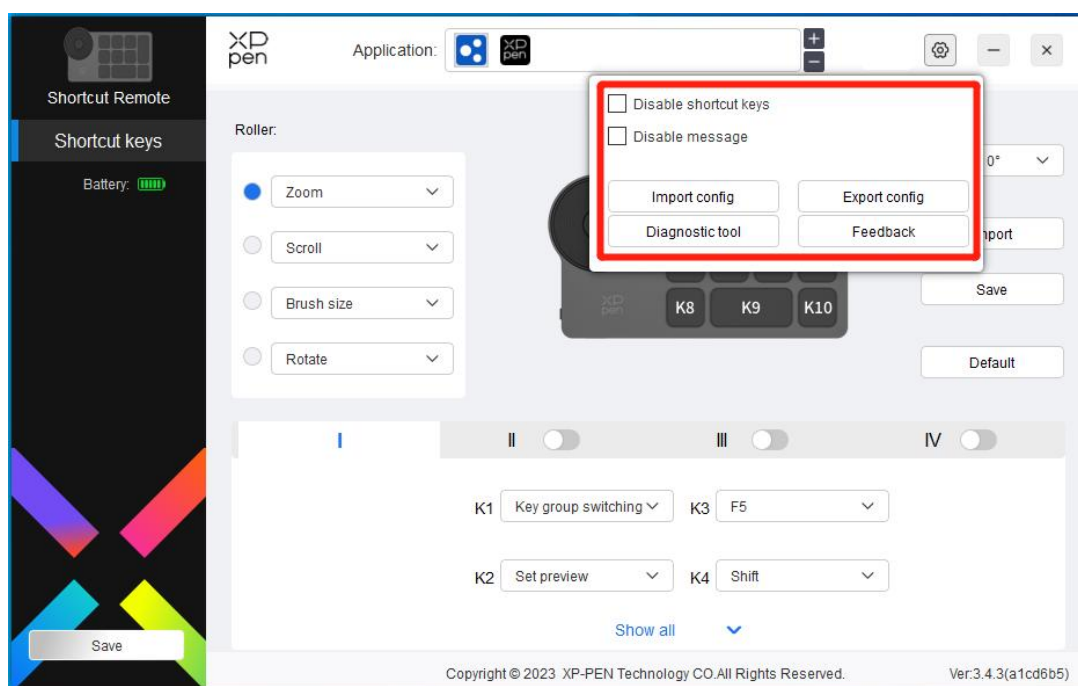 XP
pen
Application:
XP
pen
+
−
Shortcut Remote
Shortcut keys
Battery:
Roller:
Zoom
Scroll
Brush size
Rotate
Disable shortcut keys
Disable message
Import config
Export config
Diagnostic tool
Feedback
0°
XP
pen
K8
K9
K10
Save
Default
Ⅰ
Ⅱ
Ⅲ
Ⅳ
K1
Key group switching
K3
F5
K2
Set preview
K4
Shift
Show all
Save
Copyright © 2023 XP-PEN Technology CO.All Rights Reserved.
Ver:3.4.3(a1cd6b5)